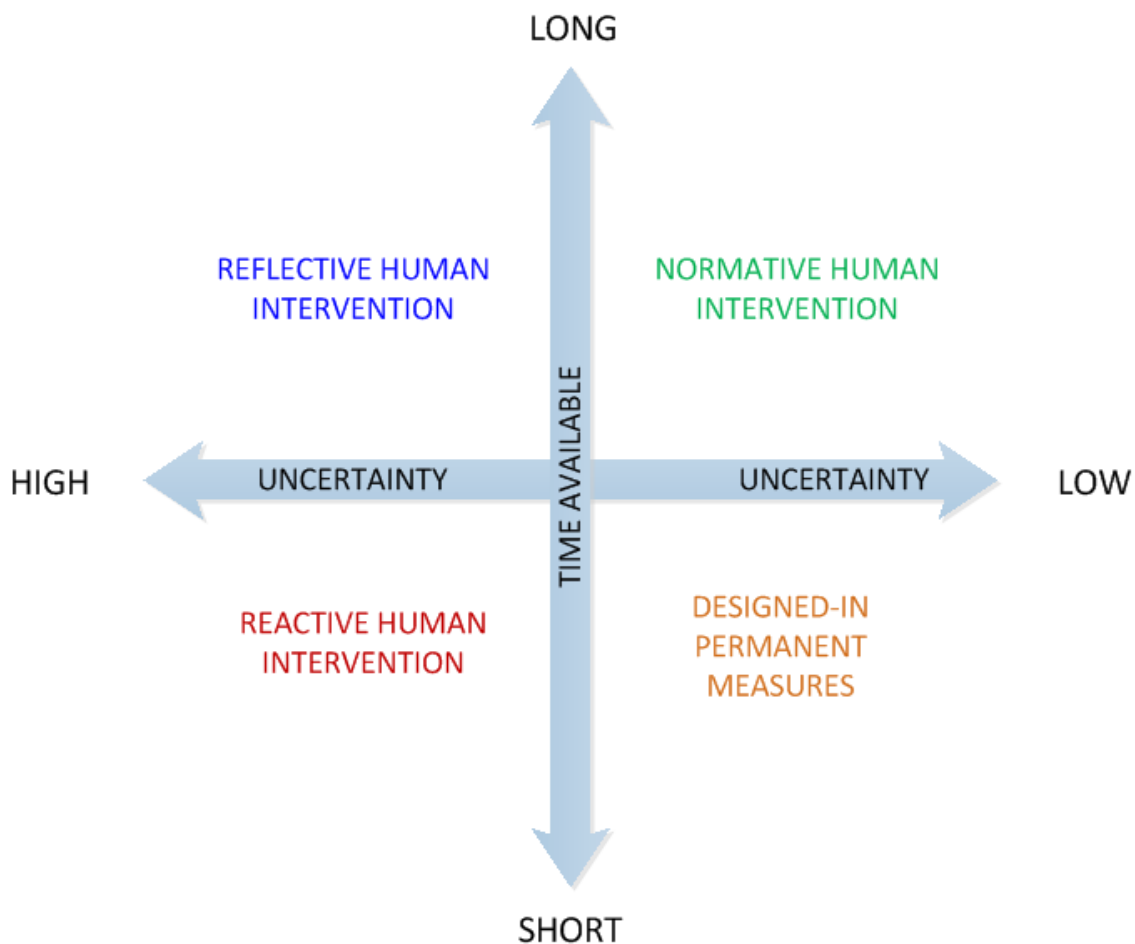 LONG
REFLECTIVE HUMAN
INTERVENTION
NORMATIVE HUMAN
INTERVENTION
TIME AVAILABLE
HIGH
UNCERTAINTY
UNCERTAINTY
LOW
REACTIVE HUMAN
INTERVENTION
DESIGNED-IN
PERMANENT
MEASURES
SHORT